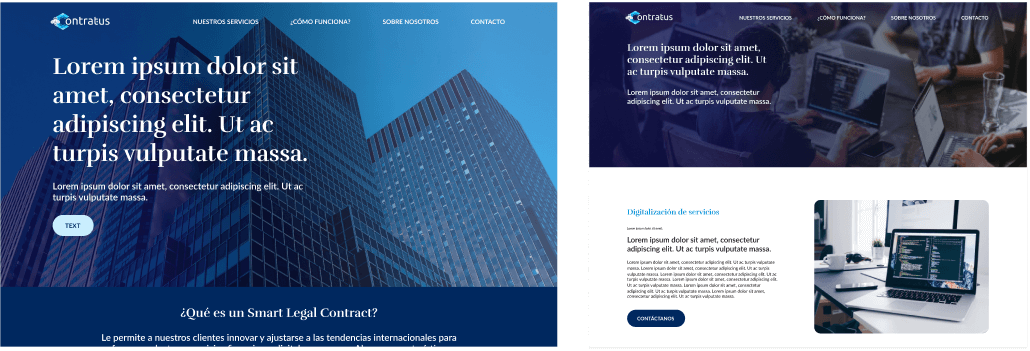 Contratus
NUESTROS SERVICIOS
¿CÓMO FUNCIONA?
SOBRE NOSOTROS
CONTACTO
Lorem ipsum dolor sit
amet, consectetur
adipiscing elit. Ut ac
turpis vulputate massa.
Lorem ipsum dolor sit amet, consectetur adipiscing elit. Ut ac
turpis vulputate massa.
TEXT
¿Qué es un Smart Legal Contract?
Le permite a nuestros clientes innovar y ajustarse a las tendencias internacionales para
Contratus
NUESTROS SERVICIOS
¿CÓMO FUNCIONA?
SOBRE NOSOTROS
CONTACTO
Lorem ipsum dolor sit amet,
consectetur adipiscing elit. Ut
ac turpis vulputate massa.
Lorem ipsum dolor sit amet, consectetur
adipiscing elit. Ut ac turpis vulputate massa.
Digitalización de servicios
Lorem ipsum dolor sit amet, consectetur
adipiscing elit. Ut ac turpis vulputate massa.
Lorem ipsum dolor sit amet, consectetur adipiscing elit. Ut ac turpis vulputate
massa. Lorem ipsum dolor sit amet, consectetur adipiscing elit. Ut ac turpis
vulputate massa. Lorem ipsum dolor sit amet, consectetur adipiscing elit. Ut ac
turpis vulputate massa. Lorem ipsum dolor sit amet, consectetur adipiscing
elit. Ut ac turpis vulputate massa. Lorem ipsum dolor sit amet, consectetur
adipiscing elit. Ut ac turpis vulputate massa. Lorem ipsum dolor sit amet,
consectetur adipiscing elit. Ut ac turpis vulputate massa.
CONTÁCTANOS